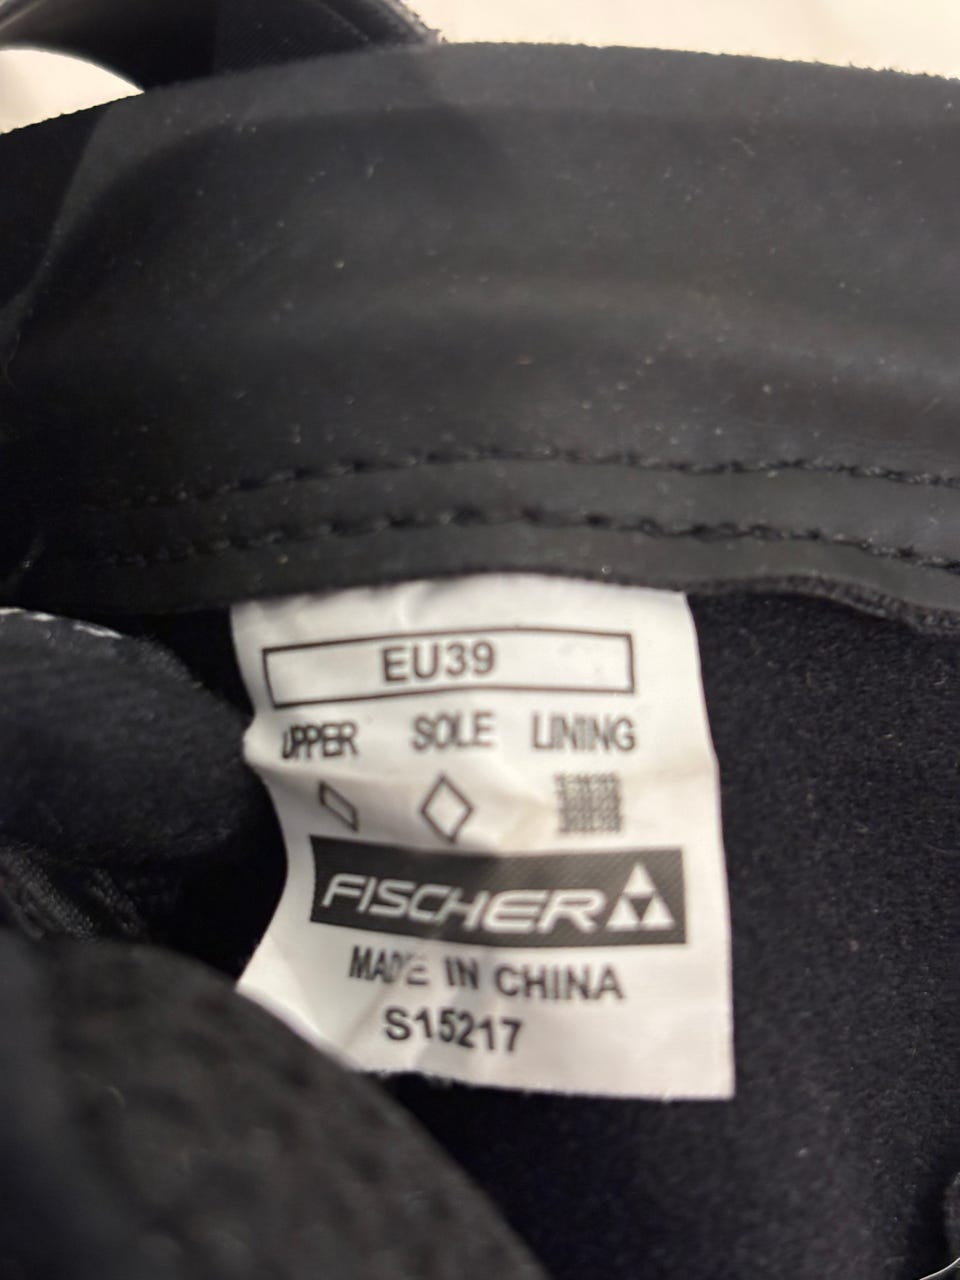 EU39
UPPER SOLE LINING
FISCHER
MADE IN CHINA
S15217